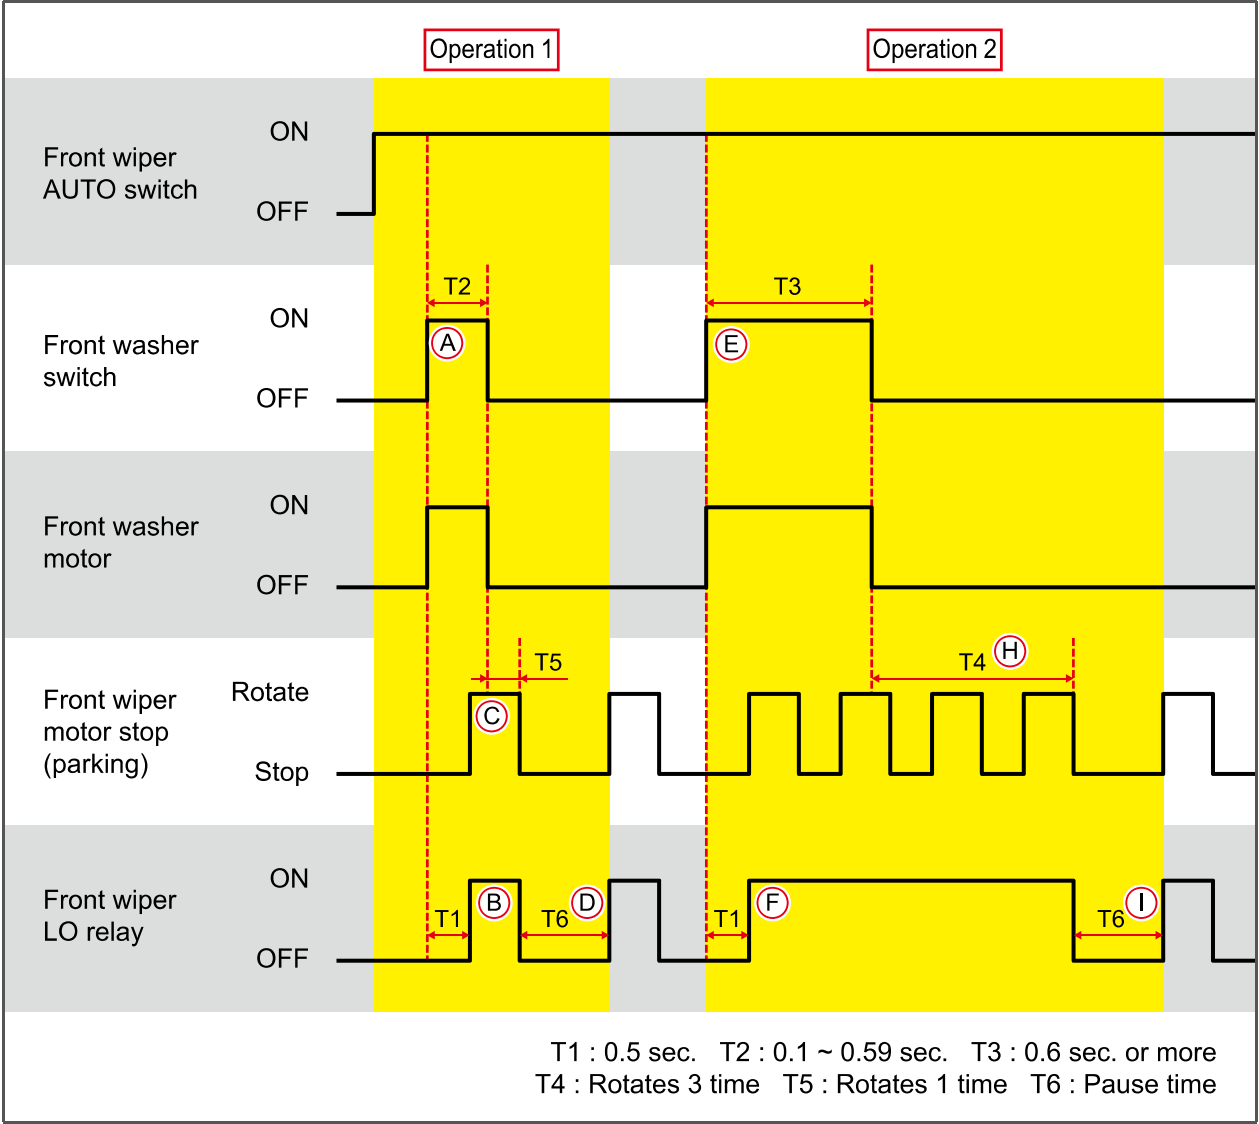 Operation 1
Operation 2
ON
Front wiper
AUTO switch
OFF
T2
T3
ON
A
E
Front washer
switch
OFF
ON
Front washer
motor
OFF
H
T5
T4
Rotate
Front wiper
C
motor stop
(parking)
Stop
ON
Front wiper
B
D
F
I
T1
T6
T1
T6
LO relay
OFF
T1 : 0.5 sec. T2 : 0.1 ~ 0.59 sec. T3 : 0.6 sec. or more
T4 : Rotates 3 time T5 : Rotates 1 time T6 : Pause time